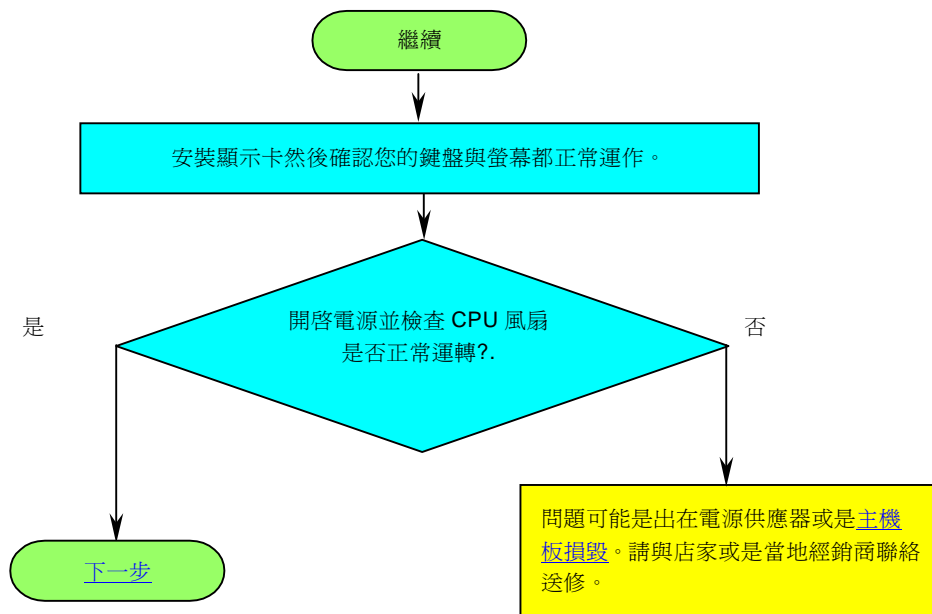 繼續
安裝顯示卡然後確認您的鍵盤與螢幕都正常運作。
是
開啓電源並檢查 CPU 風扇
是否正常運轉?.
否
問題可能是出在電源供應器或是主機
板損毀。請與店家或是當地經銷商聯絡
送修。
下一步